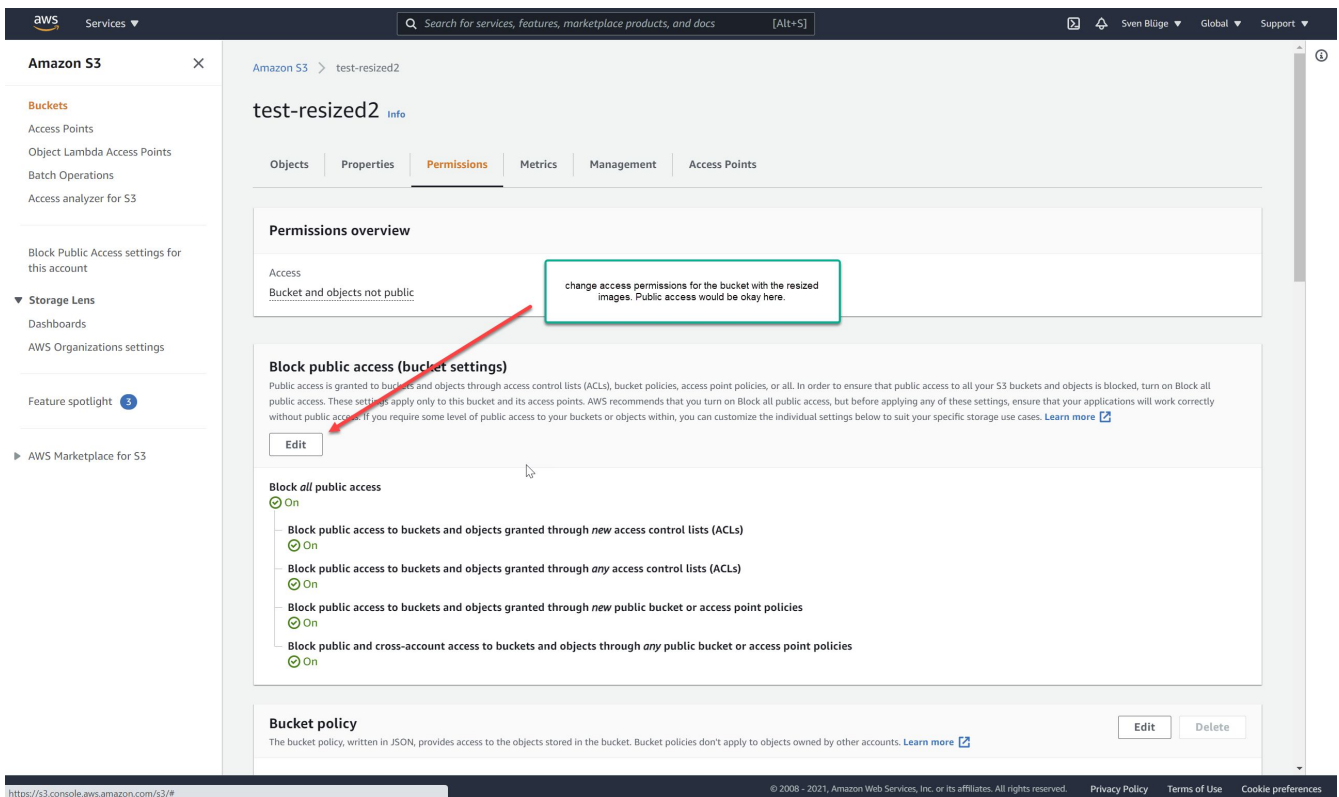 aws
Services ▼
Search for services, features, marketplace products, and docs [Alt+S]
Sven Blüge ▼
Global ▼
Support ▼
Amazon S3
Buckets
Access Points
Object Lambda Access Points
Batch Operations
Access analyzer for S3
Block Public Access settings for
this account
▼ Storage Lens
Dashboards
AWS Organizations settings
Feature spotlight 3
▶ AWS Marketplace for S3
Amazon S3 > test-resized2
test-resized2 Info
Objects
Properties
Permissions
Metrics
Management
Access Points
Permissions overview
Access
Bucket and objects not public
change access permissions for the bucket with the resized
images. Public access would be okay here.
Block public access (bucket settings)
Public access is granted to buckets and objects through access control lists (ACLs), bucket policies, access point policies, or all. In order to ensure that public access to all your S3 buckets and objects is blocked, turn on Block all
public access. These settings apply only to this bucket and its access points. AWS recommends that you turn on Block all public access, but before applying any of these settings, ensure that your applications will work correctly
without public access. If you require some level of public access to your buckets or objects within, you can customize the individual settings below to suit your specific storage use cases. Learn more
Edit
Block all public access
On
Block public access to buckets and objects granted through new access control lists (ACLs)
On
Block public access to buckets and objects granted through any access control lists (ACLs)
On
Block public access to buckets and objects granted through new public bucket or access point policies
On
Block public and cross-account access to buckets and objects through any public bucket or access point policies
On
Bucket policy
The bucket policy, written in JSON, provides access to the objects stored in the bucket. Bucket policies don't apply to objects owned by other accounts. Learn more
Edit
Delete
https://s3.console.aws.amazon.com/s3/#
© 2008 - 2021, Amazon Web Services, Inc. or its affiliates. All rights reserved.
Privacy Policy
Terms of Use
Cookie preferences